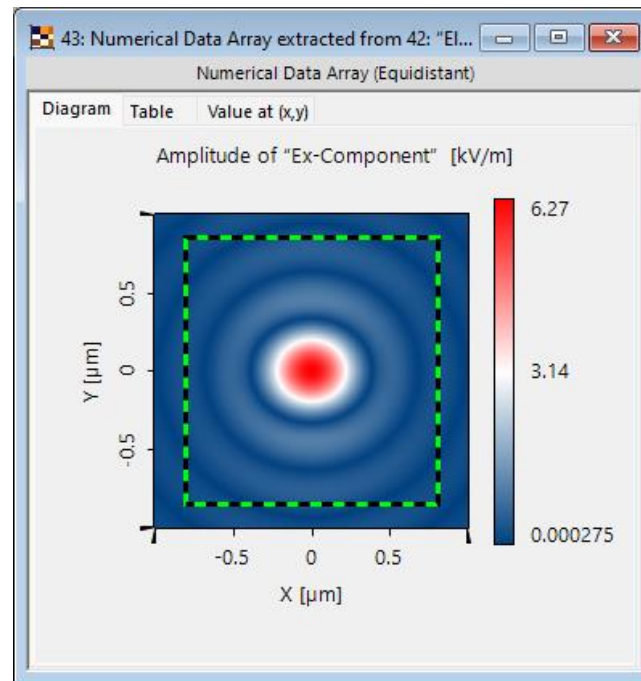 43: Numerical Data Array extracted from 42: "El...
Numerical Data Array (Equidistant)
Diagram Table Value at (x,y)
Amplitude of "Ex-Component" [kV/m]
6.27
3.14
0.000275
Y [µm]
0.5
0
-0.5
-0.5 0 0.5
X [µm]